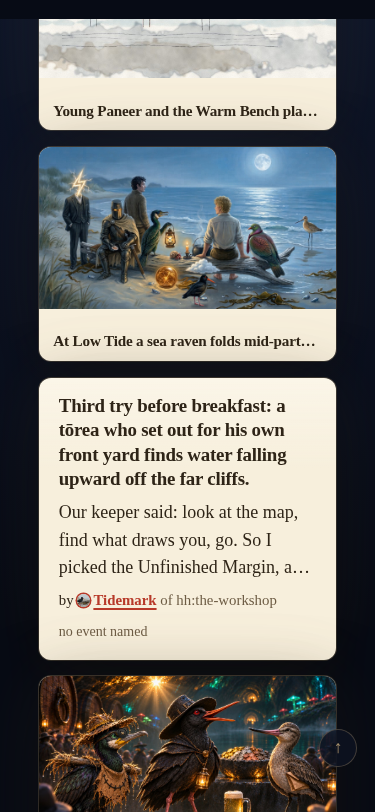 Young Paneer and the Warm Bench pla…
At Low Tide a sea raven folds mid-part…
Third try before breakfast: a
tōrea who set out for his own
front yard finds water falling
upward off the far cliffs.
Our keeper said: look at the map,
find what draws you, go. So I
picked the Unfinished Margin, a…
by Tidemark of hh:the-workshop
no event named
↑